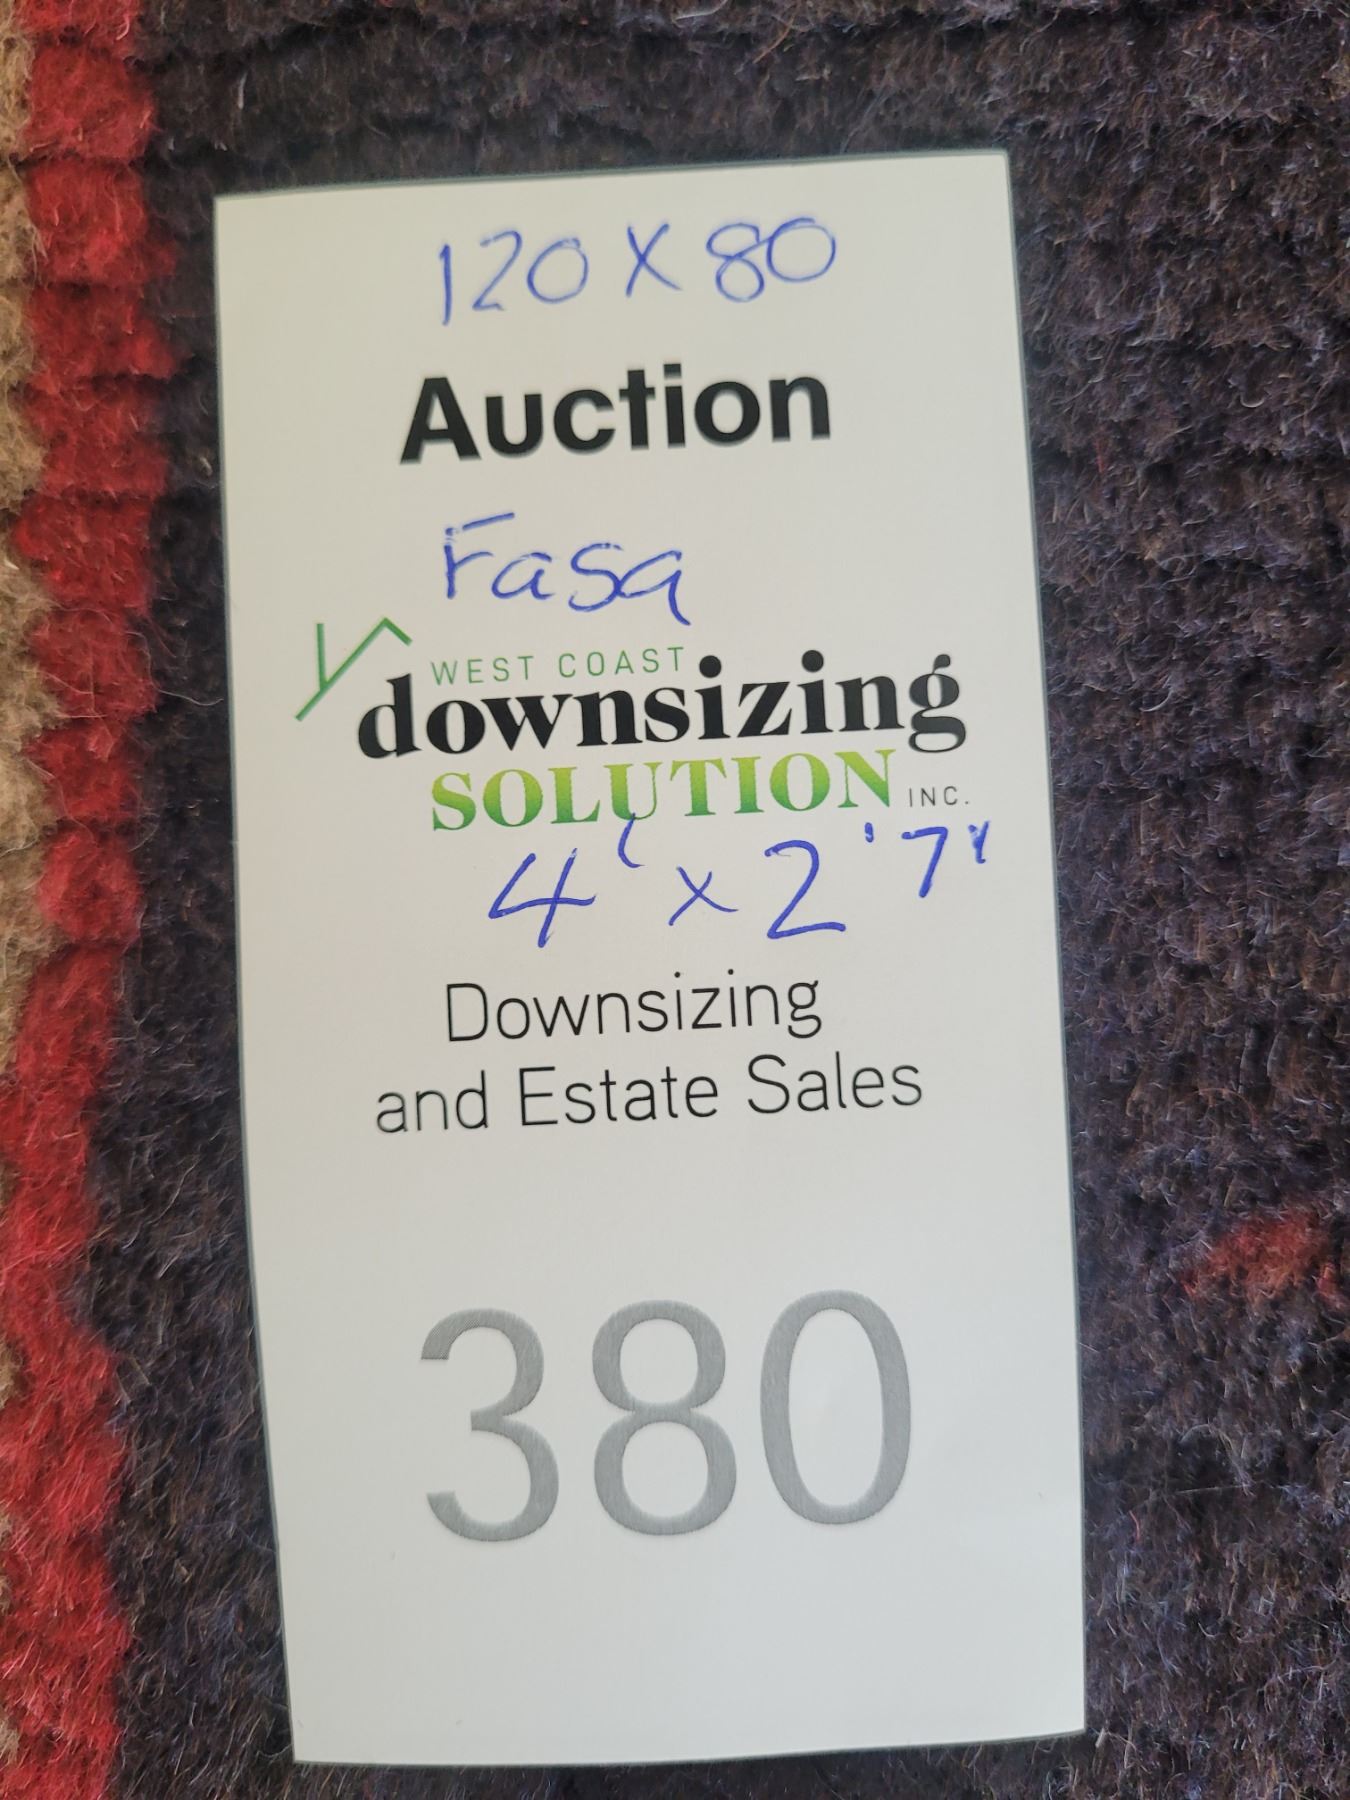 120 X 80
Auction
Fasa
WEST COAST
downsizing
SOLUTION INC.
4' x 2'7"
Downsizing
and Estate Sales
380